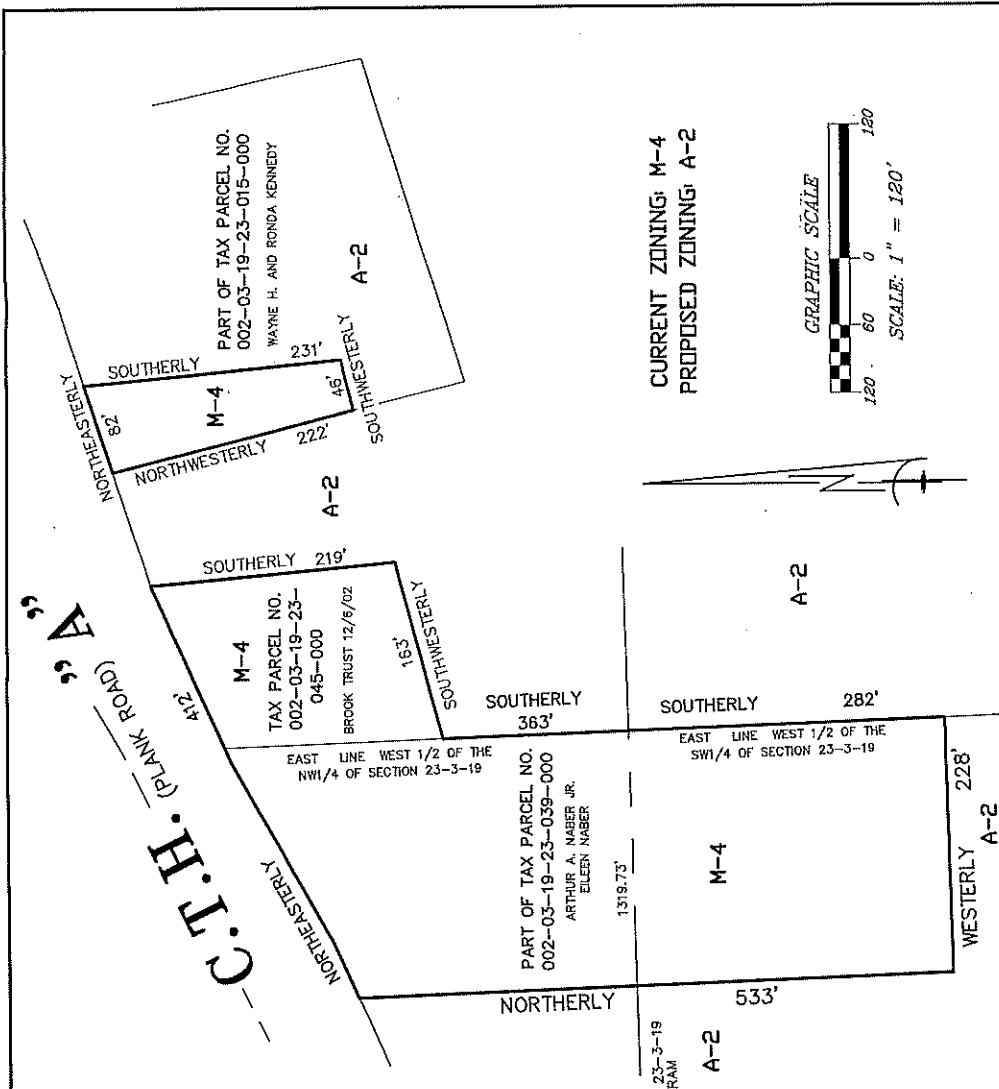 C.T.H. "A"
(PLANK ROAD)
NORTHEASTERLY
82'
SOUTHERLY
231'
PART OF TAX PARCEL NO.
002-03-19-23-015-000
WAYNE H. AND RONDA KENNEDY
M-4
A-2
46'
SOUTHWESTERLY
NORTHWESTERLY
222'
A-2
412'
SOUTHERLY 219'
M-4
TAX PARCEL NO.
002-03-19-23-
045-000
BROOK TRUST 12/6/02
163'
SOUTHWESTERLY
CURRENT ZONING: M-4
PROPOSED ZONING: A-2
GRAPHIC SCALE
120 60 0 120
SCALE: 1" = 120'
N
NORTHEASTERLY
EAST LINE WEST 1/2 OF THE
NW1/4 OF SECTION 23-3-19
SOUTHERLY
363'
PART OF TAX PARCEL NO.
002-03-19-23-039-000
ARTHUR A. NABER JR.
EILEEN NABER
1319.73'
A-2
SOUTHERLY 282'
EAST LINE WEST 1/2 OF THE
SW1/4 OF SECTION 23-3-19
M-4
NORTHERLY 533'
23-3-19
RAM
A-2
WESTERLY 228'
A-2